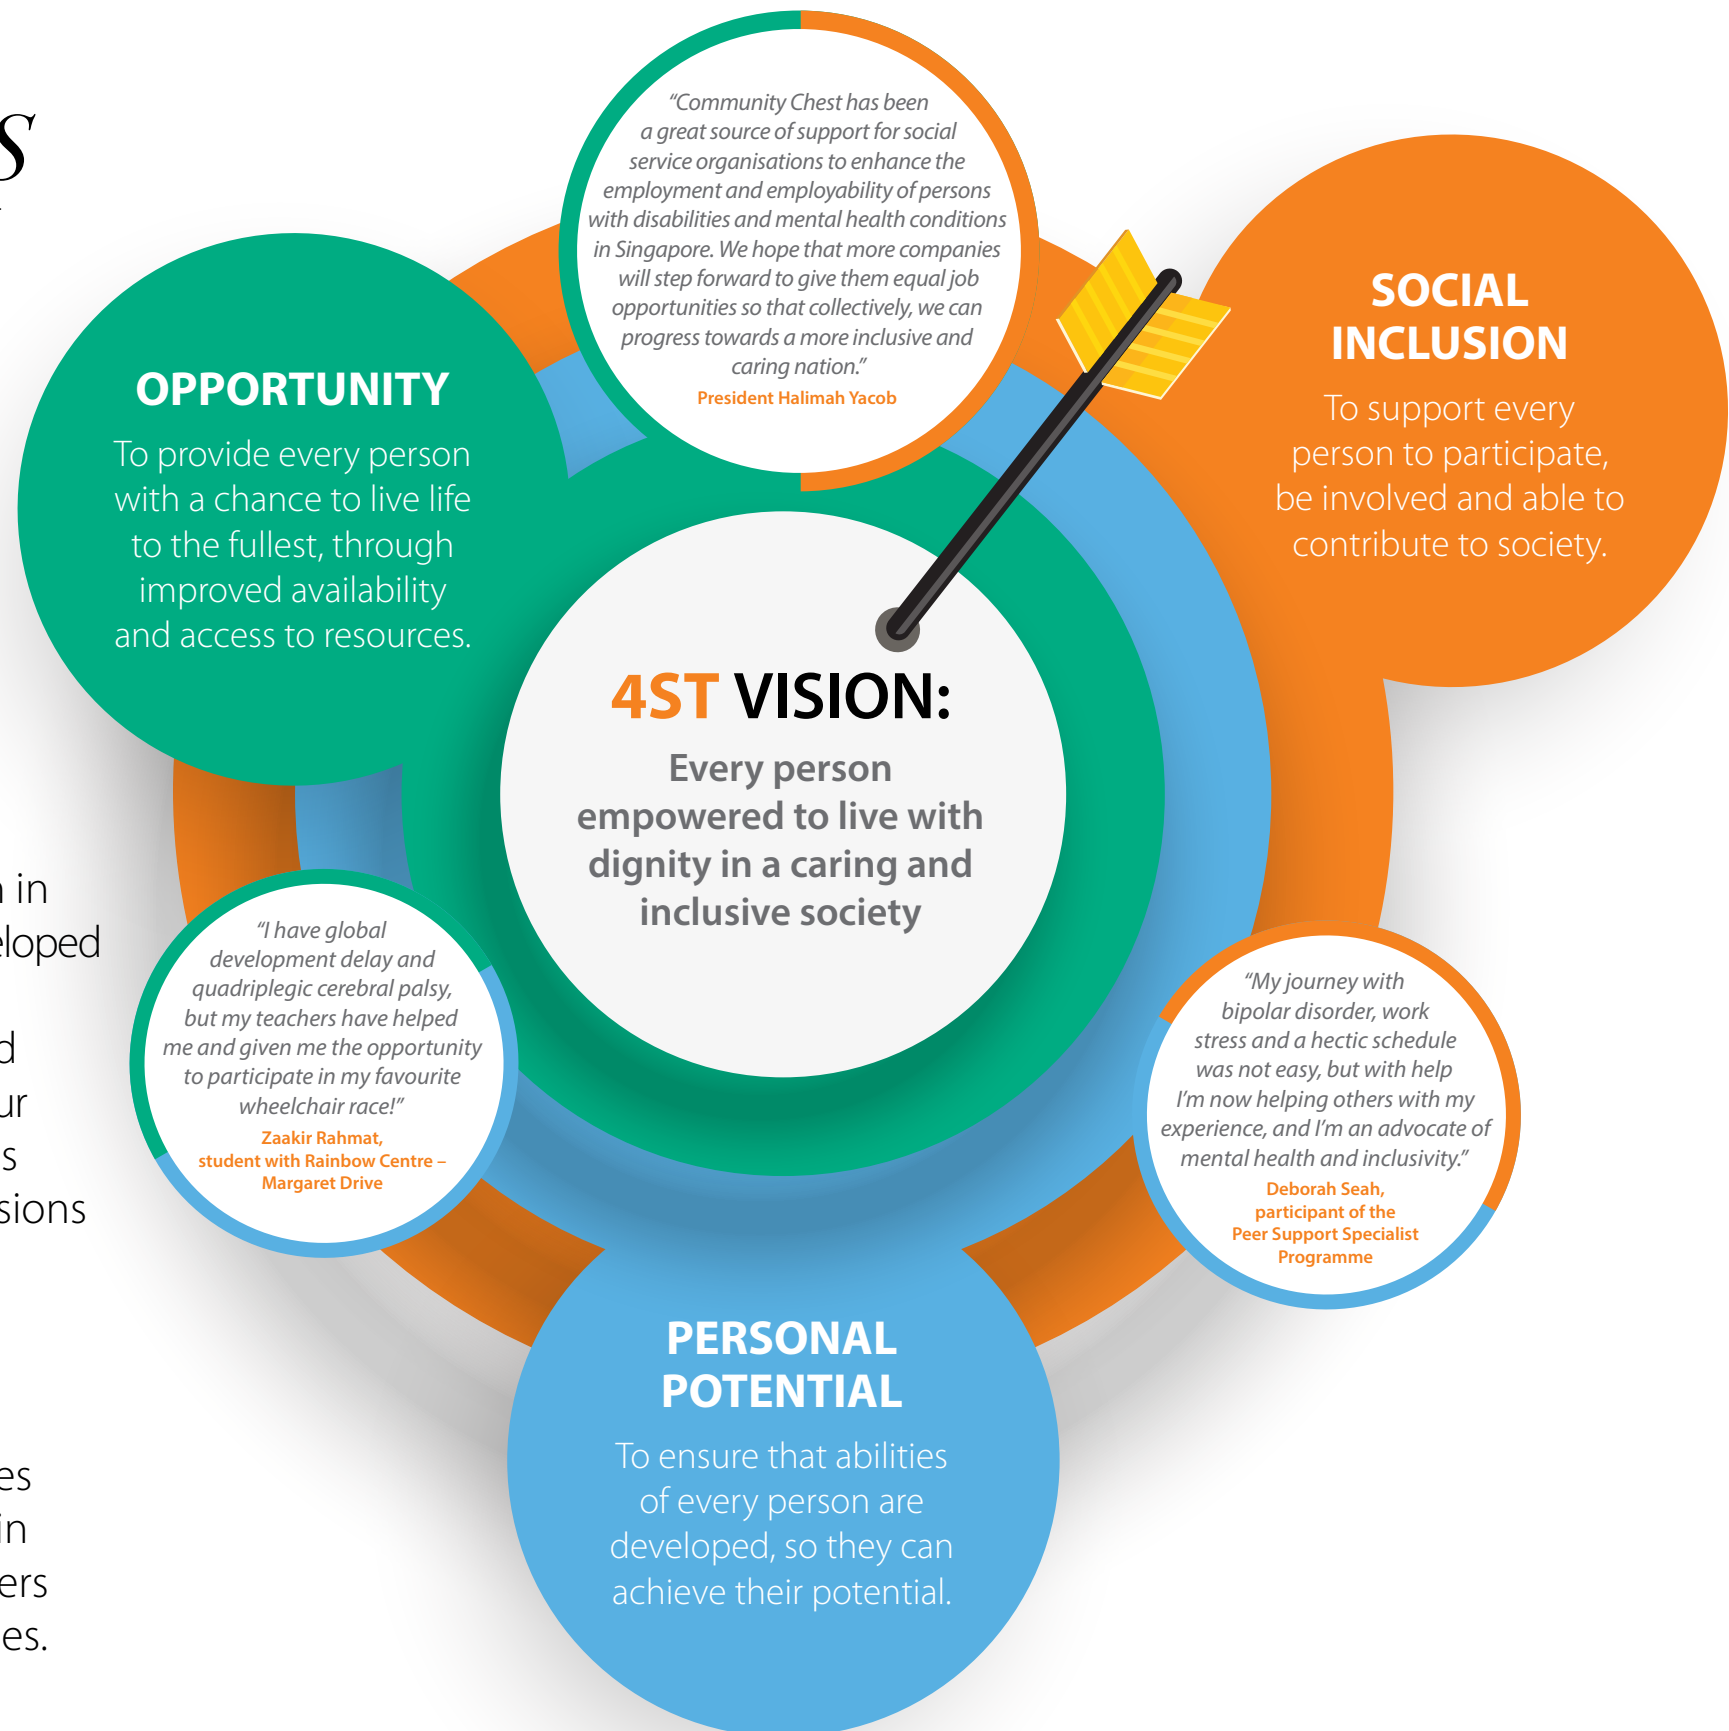 "Community Chest has been
a great source of support for social
service organisations to enhance the
employment and employability of persons
with disabilities and mental health conditions
in Singapore. We hope that more companies
will step forward to give them equal job
opportunities so that collectively, we can
progress towards a more inclusive and
caring nation."
President Halimah Yacob
OPPORTUNITY
To provide every person
with a chance to live life
to the fullest, through
improved availability
and access to resources.
SOCIAL
INCLUSION
To support every
person to participate,
be involved and able to
contribute to society.
4ST VISION:
Every person
empowered to live with
dignity in a caring and
inclusive society
in
"I have global
development delay and
quadriplegic cerebral palsy,
but my teachers have helped
me and given me the opportunity
to participate in my favourite
wheelchair race!"
Zaakir Rahmat,
student with Rainbow Centre –
Margaret Drive
"My journey with
bipolar disorder, work
stress and a hectic schedule
was not easy, but with help
I'm now helping others with my
experience, and I'm an advocate of
mental health and inclusivity."
Deborah Seah,
participant of the
Peer Support Specialist
Programme
PERSONAL
POTENTIAL
To ensure that abilities
of every person are
developed, so they can
achieve their potential.